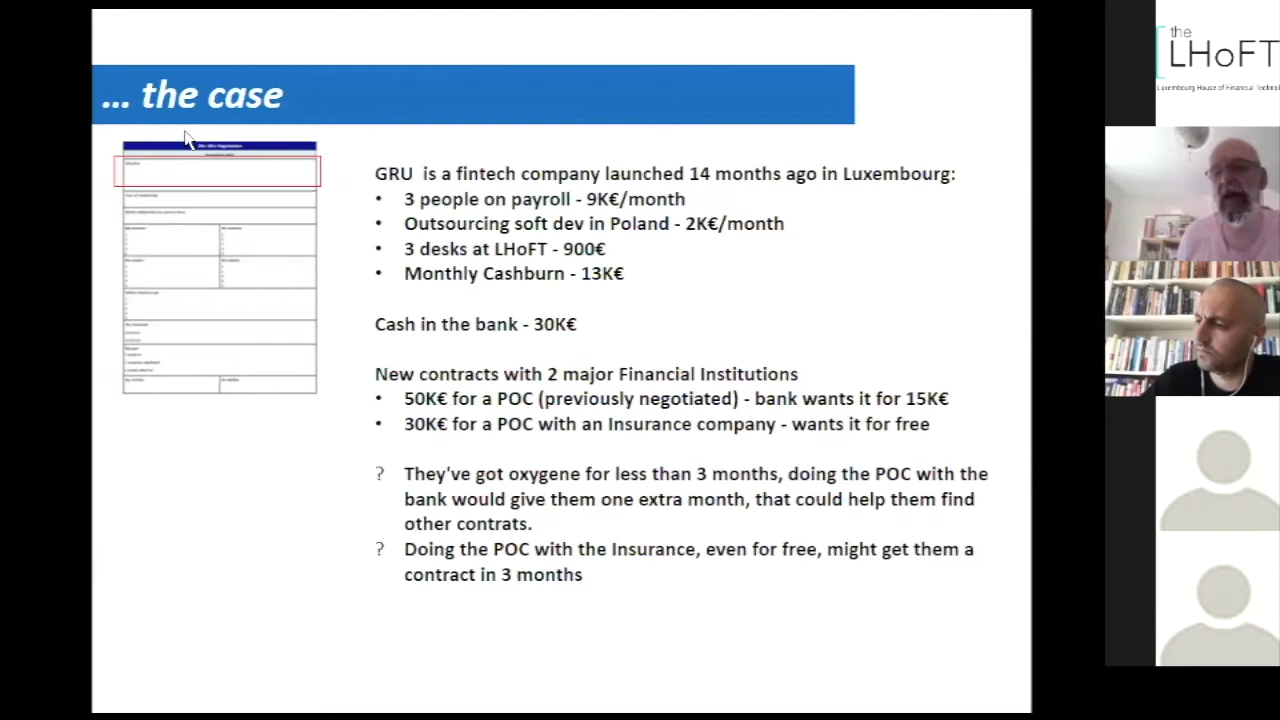 ... the case
the
LHoFT
Luxembourg House of Financial Technol
Win-Win Negotiations
GRU is a fintech company launched 14 months ago in Luxembourg:
• 3 people on payroll - 9K€/month
• Outsourcing soft dev in Poland - 2K€/month
• 3 desks at LHoFT - 900€
• Monthly Cashburn - 13K€
Cash in the bank - 30K€
New contracts with 2 major Financial Institutions
• 50K€ for a POC (previously negotiated) - bank wants it for 15K€
• 30K€ for a POC with an Insurance company - wants it for free
? They've got oxygene for less than 3 months, doing the POC with the
bank would give them one extra month, that could help them find
other contrats.
? Doing the POC with the Insurance, even for free, might get them a
contract in 3 months